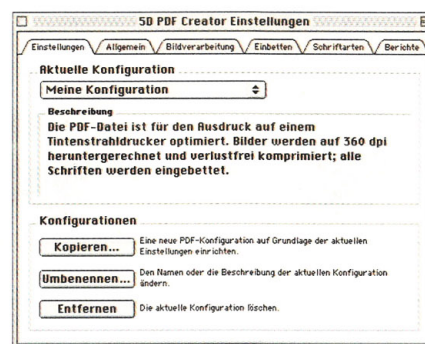 5D PDF Creator Einstellungen
Einstellungen Allgemein Bildverarbeitung Einbetten Schriftarten Berichte
Aktuelle Konfiguration
Meine Konfiguration
Beschreibung
Die PDF-Datei ist für den Ausdruck auf einem
Tintenstrahldrucker optimiert. Bilder werden auf 360 dpi
heruntergerechnet und verlustfrei komprimiert; alle
Schriften werden eingebettet.
Konfigurationen
Kopieren... Eine neue PDF-Konfiguration auf Grundlage der aktuellen
Einstellungen einrichten.
Umbenennen... Den Namen oder die Beschreibung der aktuellen Konfiguration
ändern.
Entfernen Die aktuelle Konfiguration löschen.